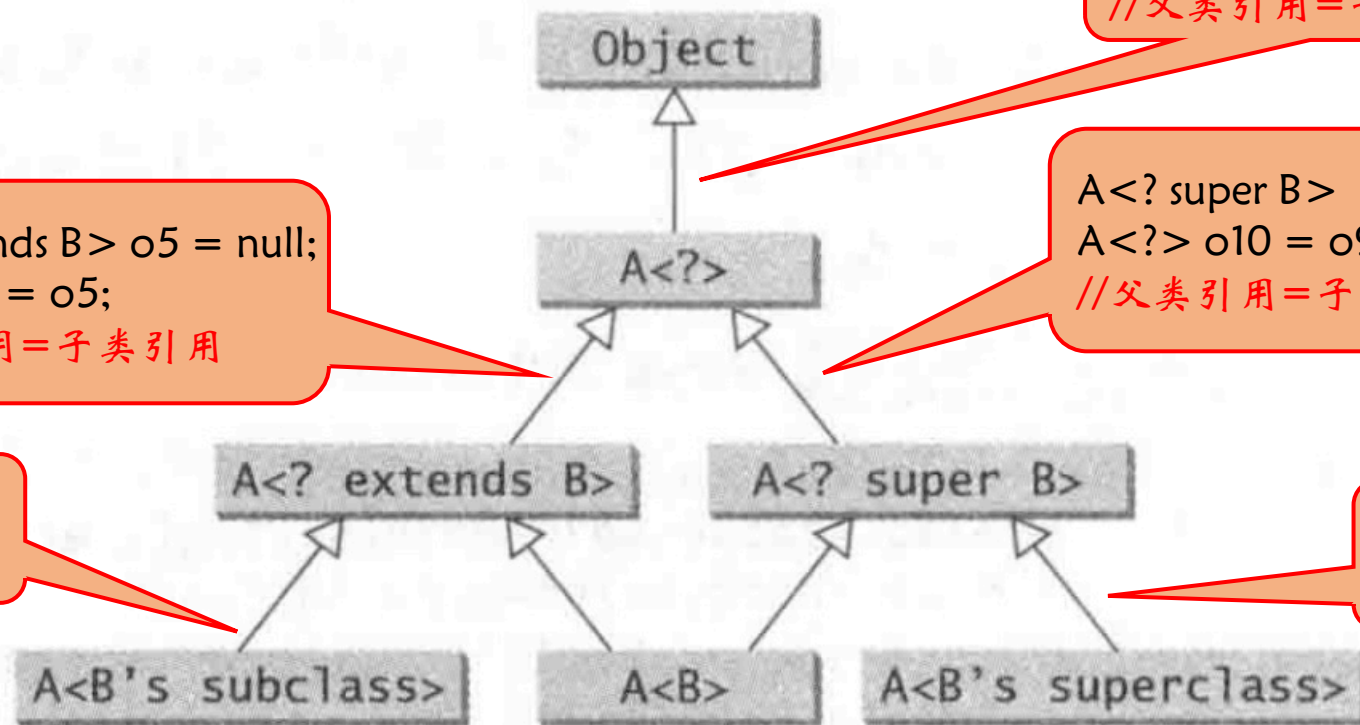 //父类引用=
Object
nds B> o5 = null;
= o5;
=子类引用
A<? super B>
A<?> o10 = o9
//父类引用=子
A<?>
A<? extends B>
A<? super B>
A<B's subclass>
A<B>
A<B's superclass>